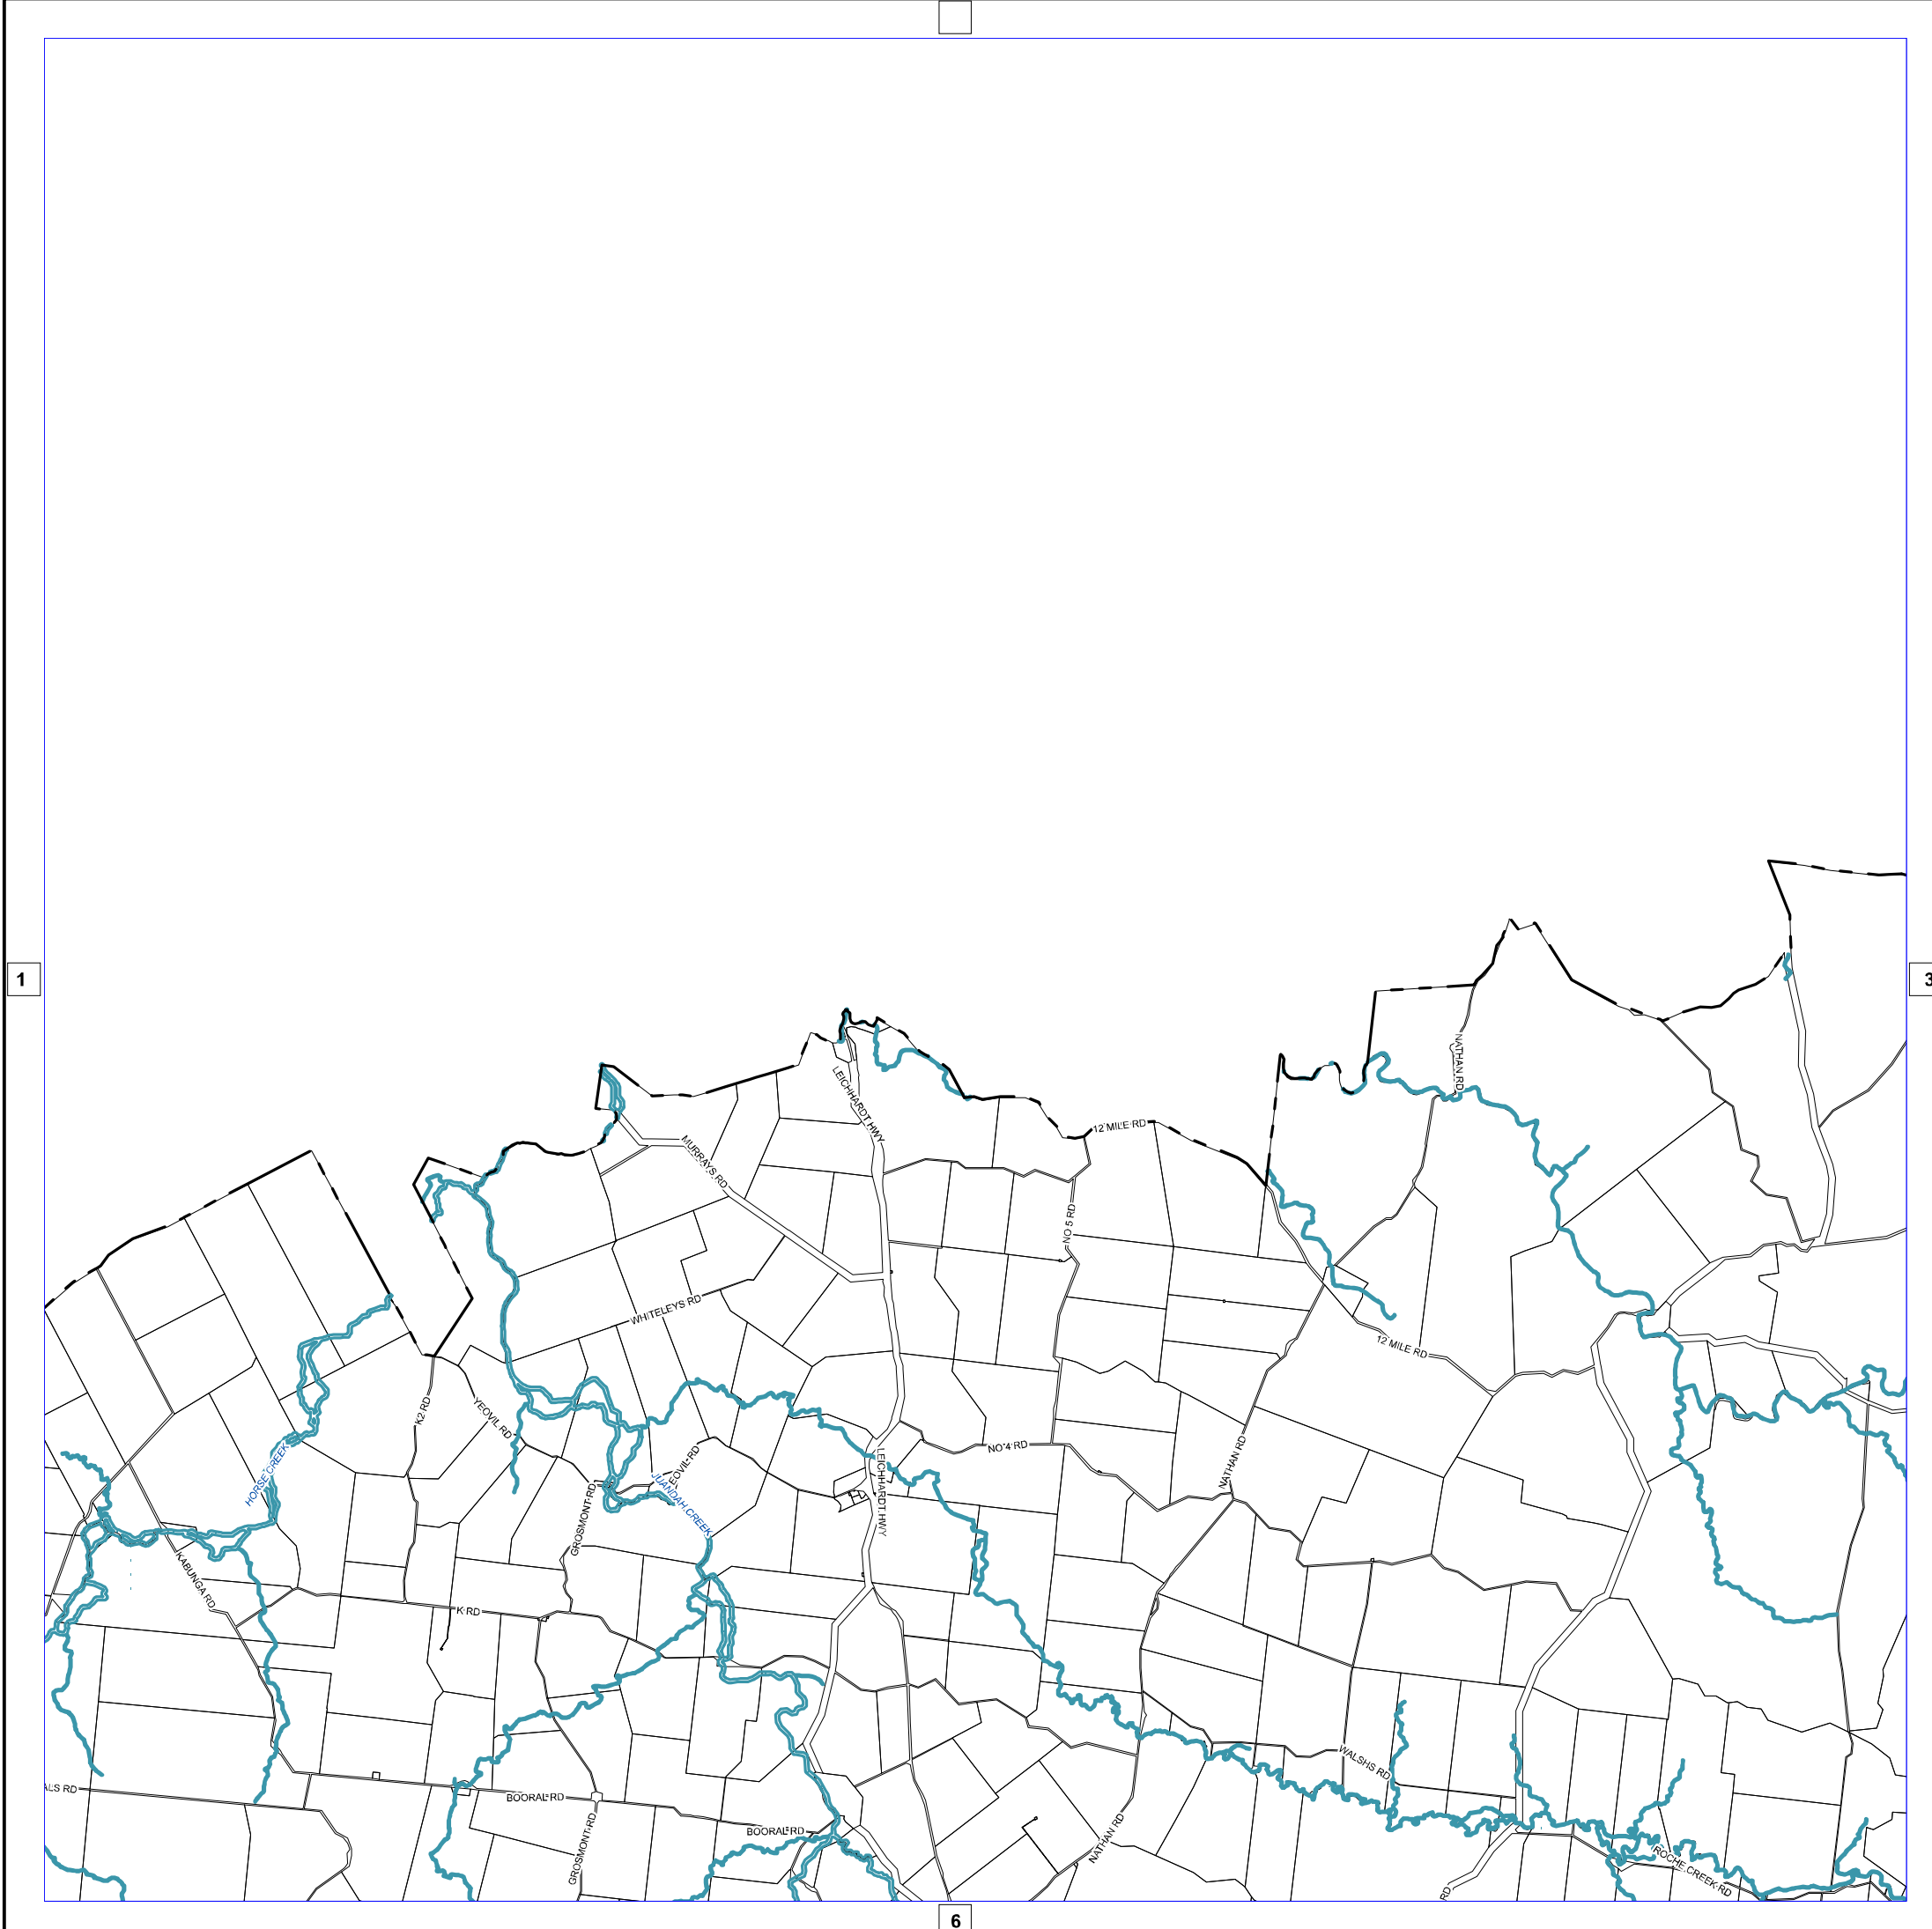 1
3
NATHAN RD
LEICHHARDT HWY
12 MILE RD
MURRAYS RD
NO 5 RD
WHITELEYS RD
12 MILE RD
K2 RD
YEOVIL RD
NO 4 RD
NATHAN RD
HORSE CREEK
YEOVIL RD
JUANDAH CREEK
LEICHHARDT HWY
GROSMONT RD
KABUNGA RD
K RD
WALSHS RD
ALS RD
BOORAL RD
BOORAL RD
GROSMONT RD
NATHAN RD
ROCHE CREEK RD
RD
6